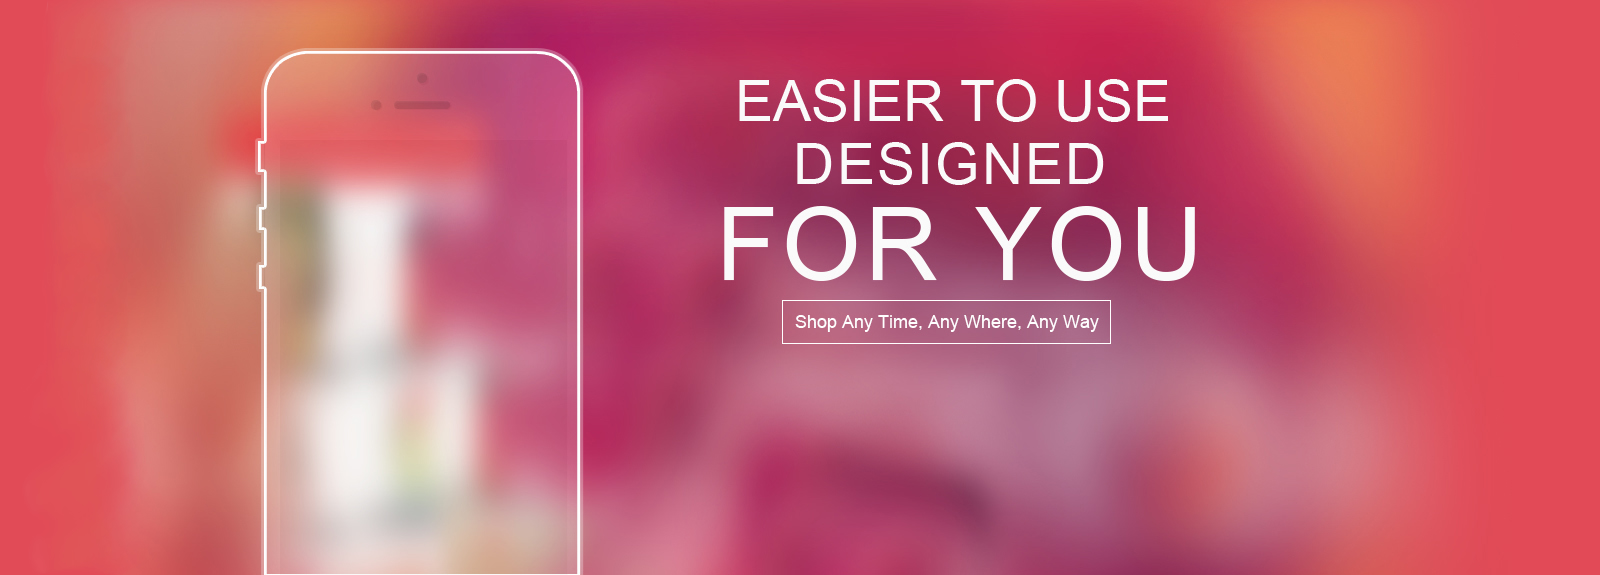 EASIER TO USE
DESIGNED
FOR YOU
Shop Any Time, Any Where, Any Way